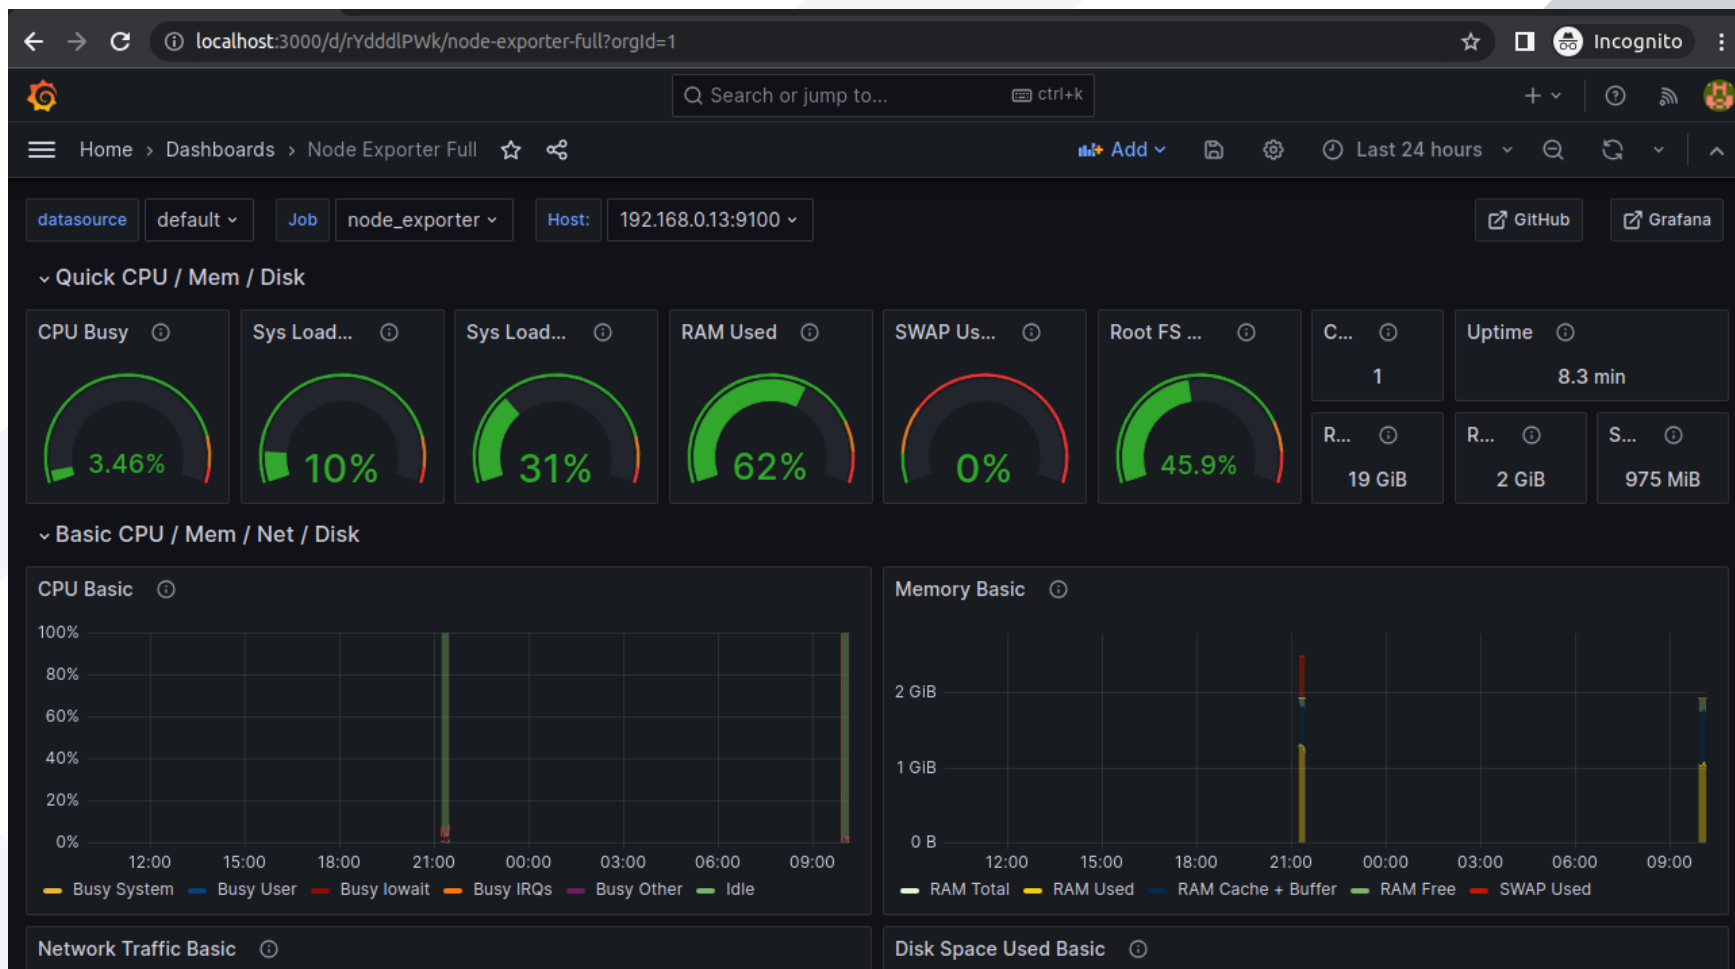 localhost:3000/d/rYdddlPWk/node-exporter-full?orgId=1 Incognito
Search or jump to... ctrl+k
Home › Dashboards › Node Exporter Full Add Last 24 hours
datasource default Job node_exporter Host: 192.168.0.13:9100 GitHub Grafana
Quick CPU / Mem / Disk
CPU Busy Sys Load... Sys Load... RAM Used SWAP Us... Root FS ... C... Uptime
1 8.3 min
R... R... S...
3.46% 10% 31% 62% 0% 45.9% 19 GiB 2 GiB 975 MiB
Basic CPU / Mem / Net / Disk
CPU Basic
100%
80%
60%
40%
20%
0%
12:00 15:00 18:00 21:00 00:00 03:00 06:00 09:00
Busy System Busy User Busy Iowait Busy IRQs Busy Other Idle
Memory Basic
2 GiB
1 GiB
0 B
12:00 15:00 18:00 21:00 00:00 03:00 06:00 09:00
RAM Total RAM Used RAM Cache + Buffer RAM Free SWAP Used
Network Traffic Basic
Disk Space Used Basic